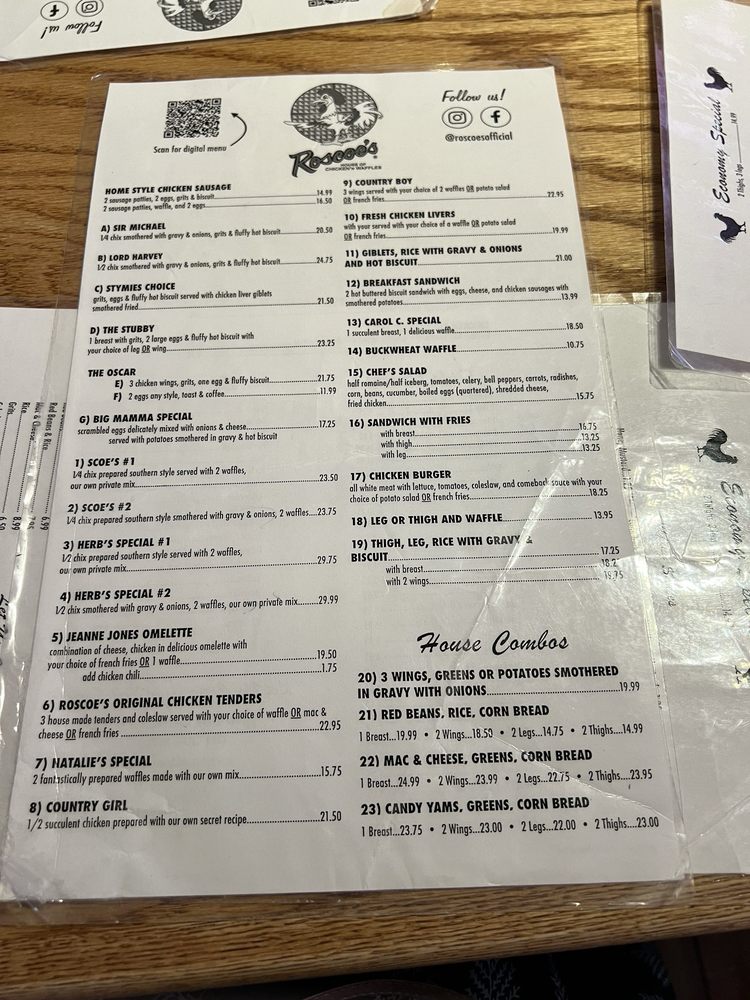 Follow us!
Scan for digital menu
Roscoe's
HOUSE OF
CHICKEN'N WAFFLES
Follow us!
@roscoesofficial
HOME STYLE CHICKEN SAUSAGE
2 sausage patties, 2 eggs, grits & biscuit 14.99
2 sausage patties, waffle, and 2 eggs 16.50
A) SIR MICHAEL
1/4 chix smothered with gravy & onions, grits & fluffy hot biscuit 20.50
B) LORD HARVEY
1/2 chix smothered with gravy & onions, grits & fluffy hot biscuit 24.75
C) STYMIES CHOICE
grits, eggs & fluffy hot biscuit served with chicken liver giblets
smothered fried 21.50
D) THE STUBBY
1 breast with grits, 2 large eggs & fluffy hot biscuit with
your choice of leg OR wing 23.25
THE OSCAR
E) 3 chicken wings, grits, one egg & fluffy biscuit 21.75
F) 2 eggs any style, toast & coffee 11.99
G) BIG MAMMA SPECIAL
scrambled eggs delicately mixed with onions & cheese 17.25
served with potatoes smothered in gravy & hot biscuit
1) SCOE'S #1
1/4 chix prepared southern style served with 2 waffles,
our own private mix 23.50
2) SCOE'S #2
1/4 chix prepared southern style smothered with gravy & onions, 2 waffles....23.75
3) HERB'S SPECIAL #1
1/2 chix prepared southern style served with 2 waffles,
our own private mix 29.75
4) HERB'S SPECIAL #2
1/2 chix smothered with gravy & onions, 2 waffles, our own private mix 29.99
5) JEANNE JONES OMELETTE
combination of cheese, chicken in delicious omelette with
your choice of french fries OR 1 waffle 19.50
add chicken chili 1.75
6) ROSCOE'S ORIGINAL CHICKEN TENDERS
3 house made tenders and coleslaw served with your choice of waffle OR mac &
cheese OR french fries 22.95
7) NATALIE'S SPECIAL
2 fantastically prepared waffles made with our own mix 15.75
8) COUNTRY GIRL
1/2 succulent chicken prepared with our own secret recipe 21.50
9) COUNTRY BOY
3 wings served with your choice of 2 waffles OR potato salad
OR french fries 22.95
10) FRESH CHICKEN LIVERS
with your served with your choice of a waffle OR potato salad
OR french fries 19.99
11) GIBLETS, RICE WITH GRAVY & ONIONS
AND HOT BISCUIT 21.00
12) BREAKFAST SANDWICH
2 hot buttered biscuit sandwich with eggs, cheese, and chicken sausages with
smothered potatoes 13.99
13) CAROL C. SPECIAL
1 succulent breast, 1 delicious waffle 18.50
14) BUCKWHEAT WAFFLE 10.75
15) CHEF'S SALAD
half romaine/half iceberg, tomatoes, celery, bell peppers, carrots, radishes,
corn, beans, cucumber, boiled eggs (quartered), shredded cheese,
fried chicken 15.75
16) SANDWICH WITH FRIES
with breast 16.75
with thigh 13.25
with leg 13.25
17) CHICKEN BURGER
all white meat with lettuce, tomatoes, coleslaw, and comeback sauce with your
choice of potato salad OR french fries 18.25
18) LEG OR THIGH AND WAFFLE 13.95
19) THIGH, LEG, RICE WITH GRAVY &
BISCUIT 17.25
with breast 18.2
with 2 wings 19.75
House Combos
20) 3 WINGS, GREENS OR POTATOES SMOTHERED
IN GRAVY WITH ONIONS 19.99
21) RED BEANS, RICE, CORN BREAD
1 Breast...19.99 • 2 Wings...18.50 • 2 Legs...14.75 • 2 Thighs....14.99
22) MAC & CHEESE, GREENS, CORN BREAD
1 Breast...24.99 • 2 Wings...23.99 • 2 Legs...22.75 • 2 Thighs....23.95
23) CANDY YAMS, GREENS, CORN BREAD
1 Breast...23.75 • 2 Wings...23.00 • 2 Legs...22.00 • 2 Thighs....23.00
Economy Special
2 Thighs, 3 legs 14.99
Red Beans & Rice 6.99
Mac & Cheese 7.95
Rice
Grits 6.50